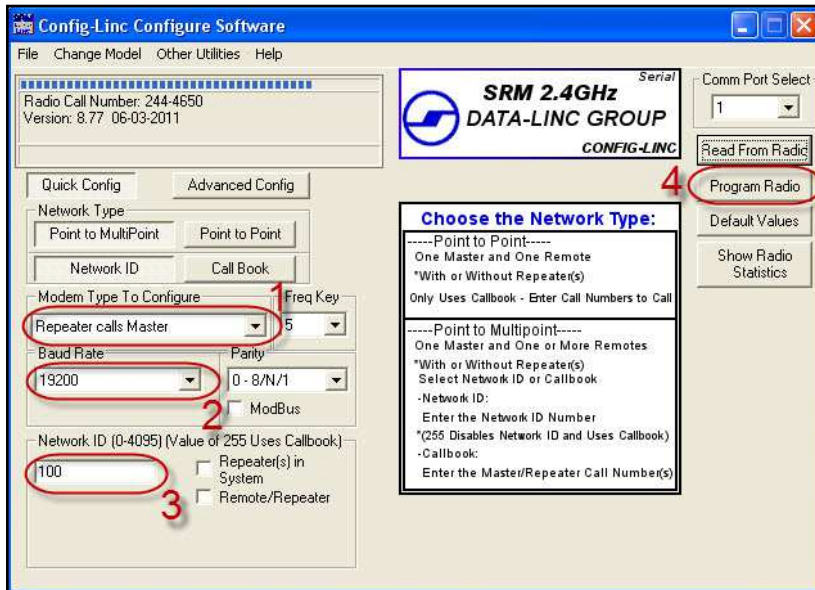 Config-Linc Configure Software
File Change Model Other Utilities Help
Radio Call Number: 244-4650
Version: 8.77 06-03-2011
Serial
SRM 2.4GHz
DATA-LINC GROUP
CONFIG-LINC
Comm Port Select
1
Read From Radio
4
Program Radio
Default Values
Show Radio
Statistics
Quick Config
Advanced Config
Network Type
Point to MultiPoint
Point to Point
Network ID
Call Book
Modem Type To Configure
1
Freq Key
Repeater calls Master
5
Baud Rate
Parity
19200
0 - 8/N/1
2
ModBus
Network ID (0-4095) (Value of 255 Uses Callbook)
100
3
Repeater(s) in
System
Remote/Repeater
Choose the Network Type:
-----Point to Point-----
One Master and One Remote
*With or Without Repeater(s)
Only Uses Callbook - Enter Call Numbers to Call
-----Point to Multipoint-----
One Master and One or More Remotes
*With or Without Repeater(s)
Select Network ID or Callbook
-Network ID:
Enter the Network ID Number
*(255 Disables Network ID and Uses Callbook)
-Callbook:
Enter the Master/Repeater Call Number(s)